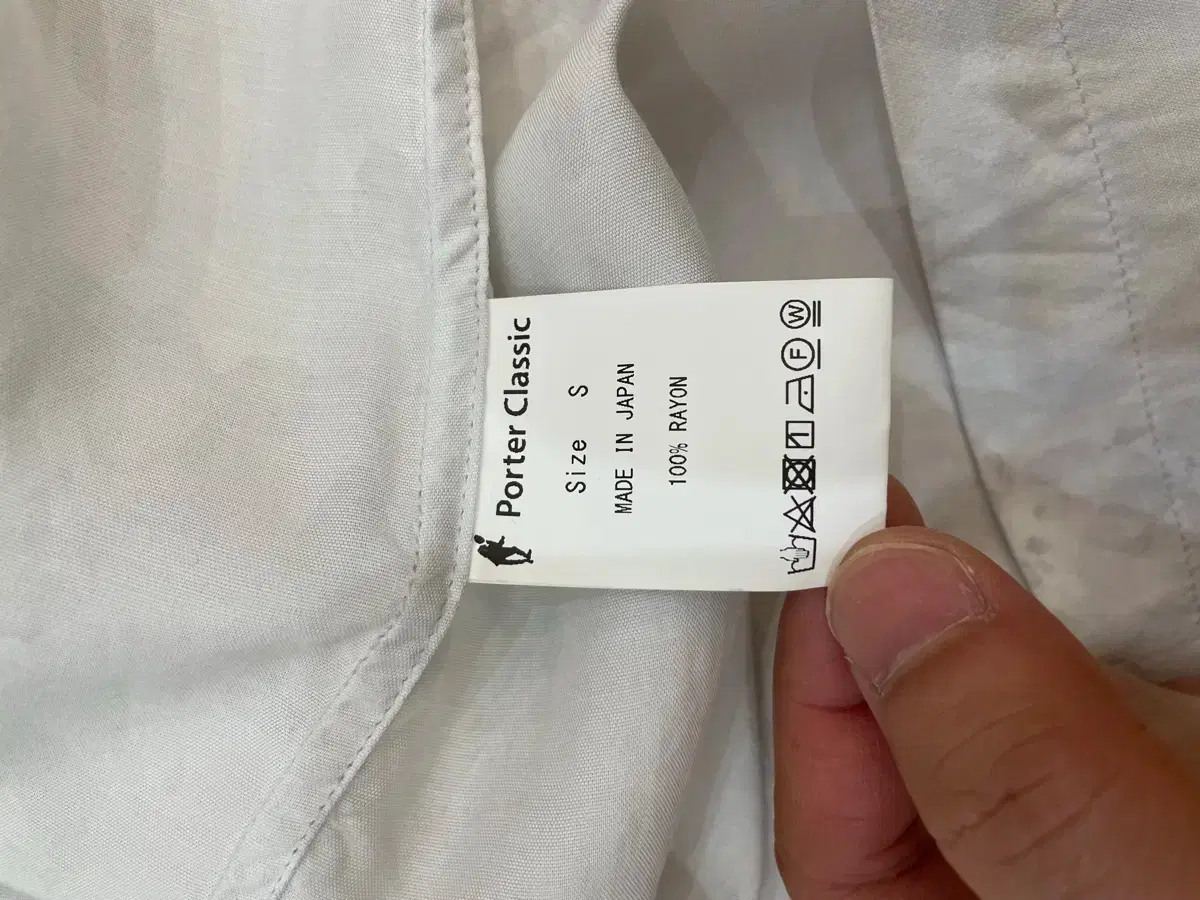 Porter Classic
Size S
MADE IN JAPAN
100% RAYON
F W